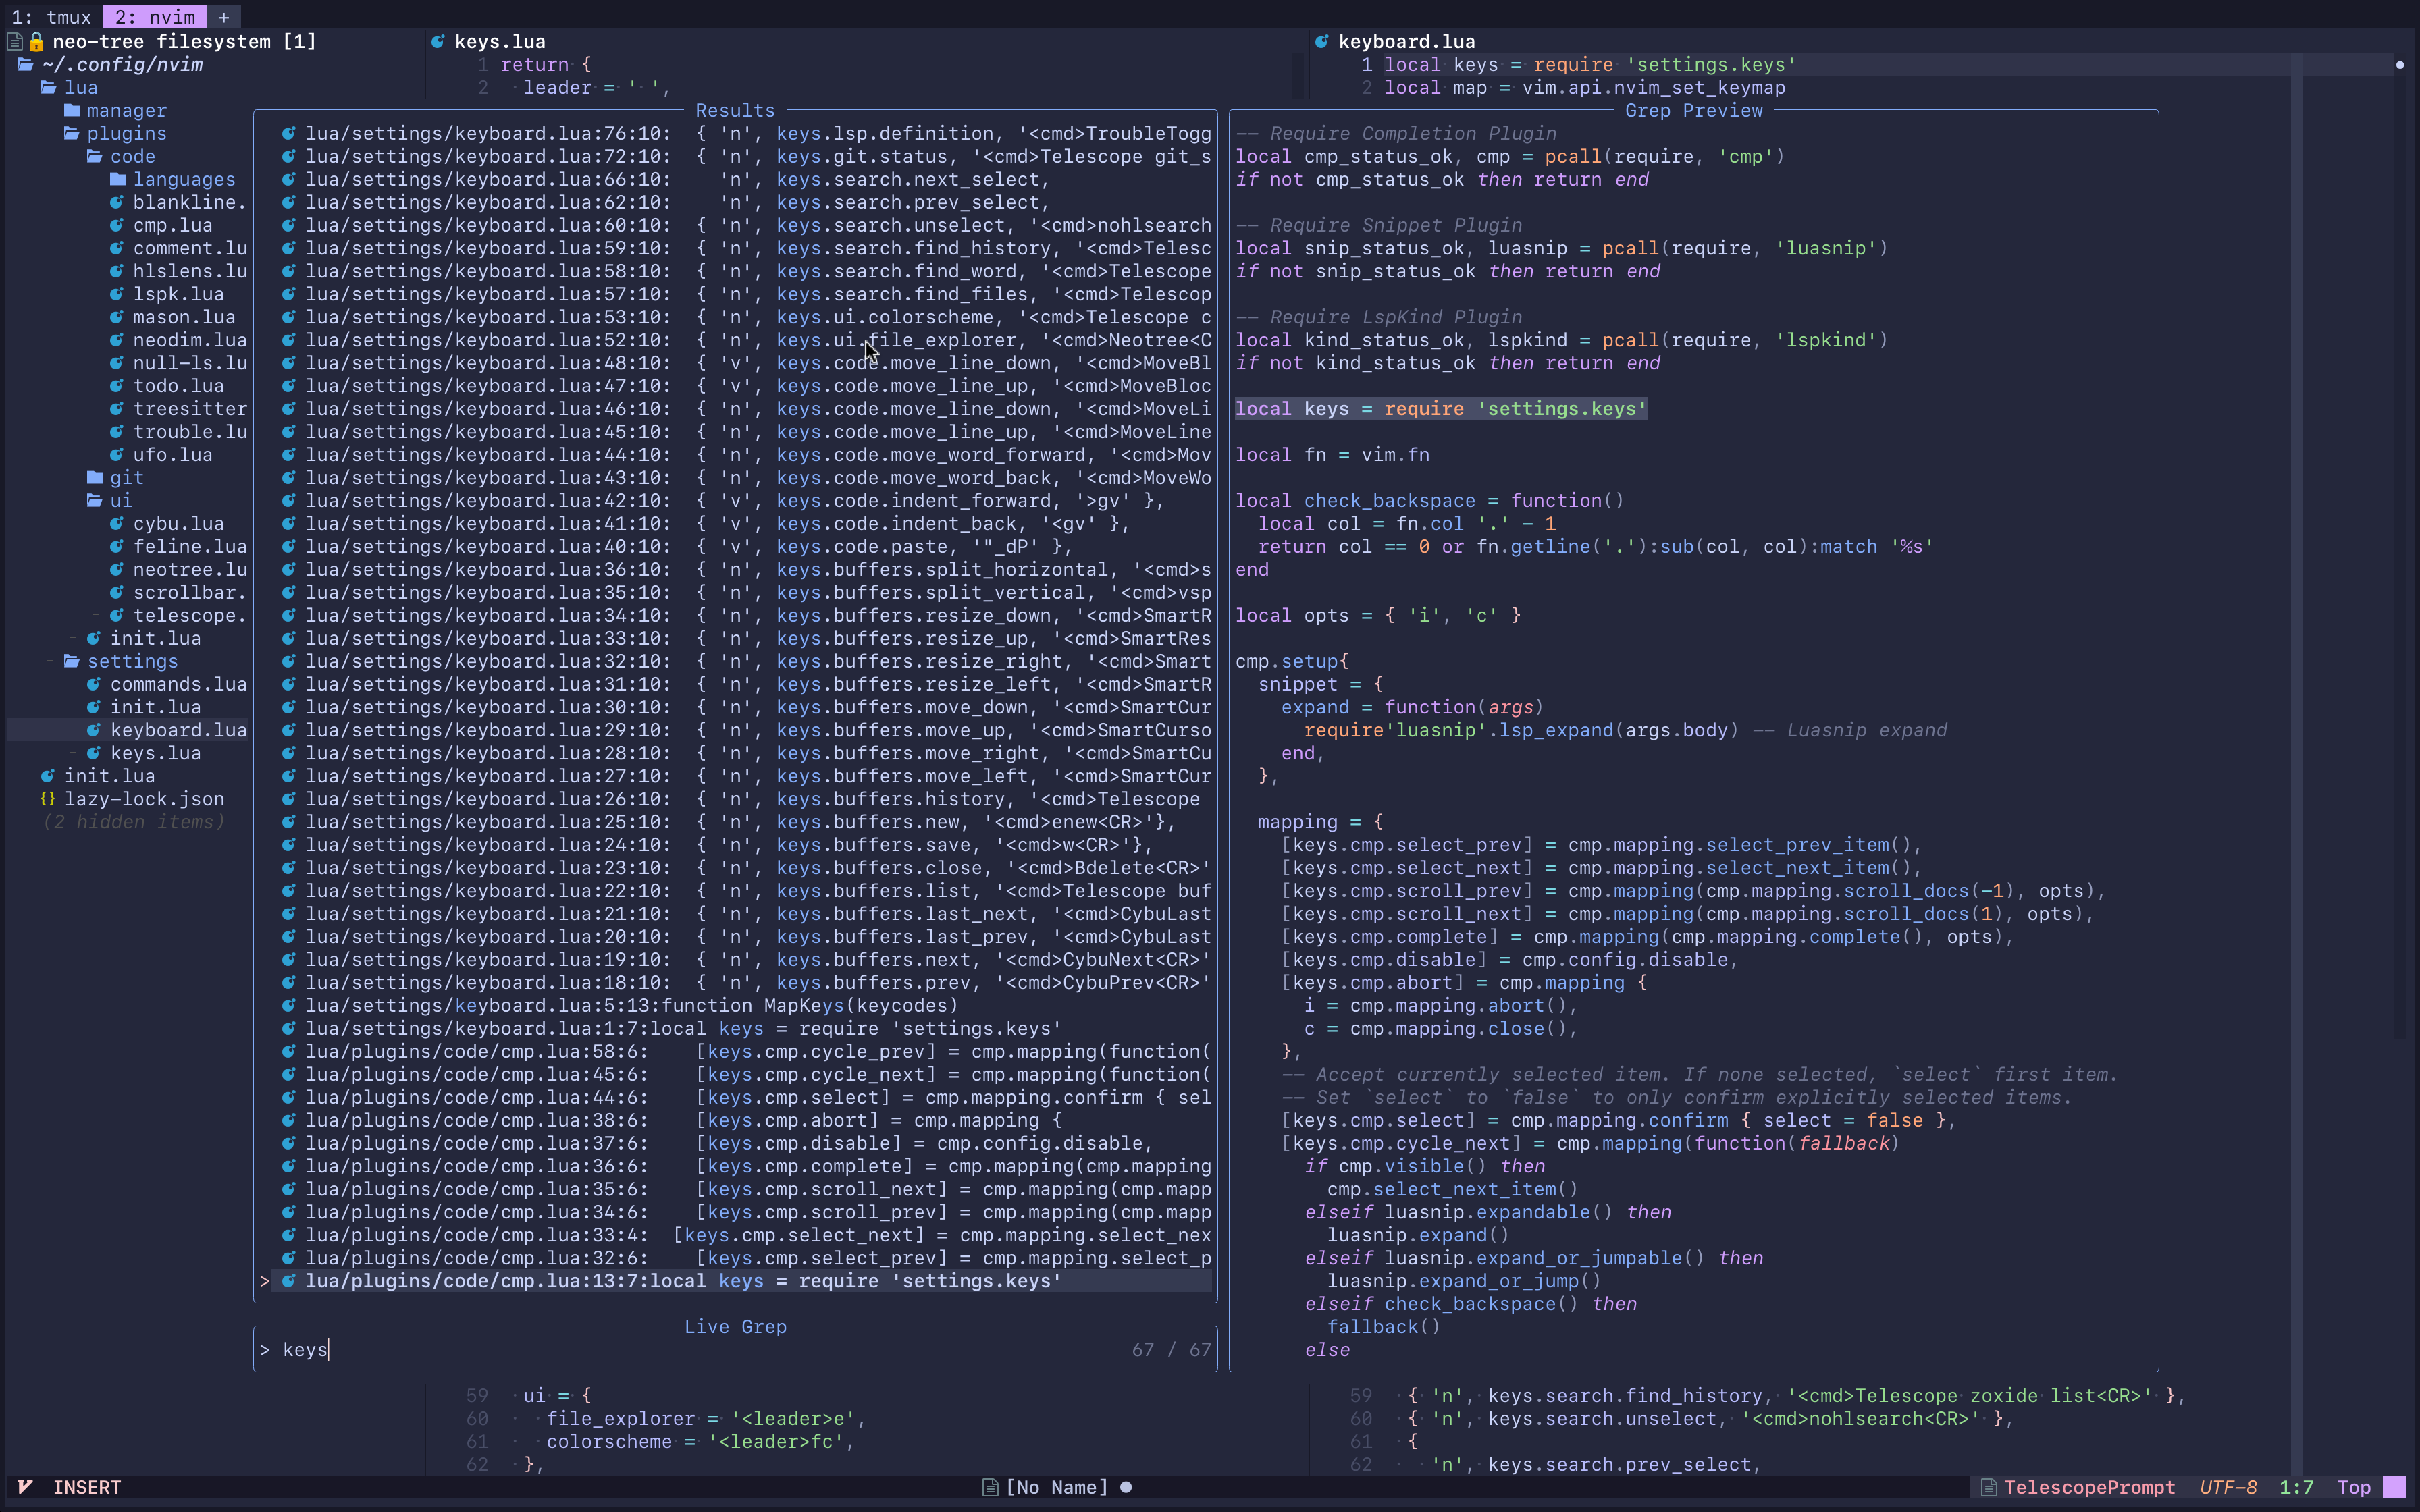 1: tmux 2: nvim +
neo-tree filesystem [1]
~/.config/nvim
lua
manager
plugins
code
languages
blankline.
cmp.lua
comment.lu
hlslens.lu
lspk.lua
mason.lua
neodim.lua
null-ls.lu
todo.lua
treesitter
trouble.lu
ufo.lua
git
ui
cybu.lua
feline.lua
neotree.lu
scrollbar.
telescope.
init.lua
settings
commands.lua
init.lua
keyboard.lua
keys.lua
init.lua
{} lazy-lock.json
(2 hidden items)
keys.lua
1 return {
2 leader = ' ',
keyboard.lua
1 local keys = require 'settings.keys'
2 local map = vim.api.nvim_set_keymap
Results
lua/settings/keyboard.lua:76:10: { 'n', keys.lsp.definition, '<cmd>TroubleTogg
lua/settings/keyboard.lua:72:10: { 'n', keys.git.status, '<cmd>Telescope git_s
lua/settings/keyboard.lua:66:10: 'n', keys.search.next_select,
lua/settings/keyboard.lua:62:10: 'n', keys.search.prev_select,
lua/settings/keyboard.lua:60:10: { 'n', keys.search.unselect, '<cmd>nohlsearch
lua/settings/keyboard.lua:59:10: { 'n', keys.search.find_history, '<cmd>Telesc
lua/settings/keyboard.lua:58:10: { 'n', keys.search.find_word, '<cmd>Telescope
lua/settings/keyboard.lua:57:10: { 'n', keys.search.find_files, '<cmd>Telescop
lua/settings/keyboard.lua:53:10: { 'n', keys.ui.colorscheme, '<cmd>Telescope c
lua/settings/keyboard.lua:52:10: { 'n', keys.ui.file_explorer, '<cmd>Neotree<C
lua/settings/keyboard.lua:48:10: { 'v', keys.code.move_line_down, '<cmd>MoveBl
lua/settings/keyboard.lua:47:10: { 'v', keys.code.move_line_up, '<cmd>MoveBloc
lua/settings/keyboard.lua:46:10: { 'n', keys.code.move_line_down, '<cmd>MoveLi
lua/settings/keyboard.lua:45:10: { 'n', keys.code.move_line_up, '<cmd>MoveLine
lua/settings/keyboard.lua:44:10: { 'n', keys.code.move_word_forward, '<cmd>Mov
lua/settings/keyboard.lua:43:10: { 'n', keys.code.move_word_back, '<cmd>MoveWo
lua/settings/keyboard.lua:42:10: { 'v', keys.code.indent_forward, '>gv' },
lua/settings/keyboard.lua:41:10: { 'v', keys.code.indent_back, '<gv' },
lua/settings/keyboard.lua:40:10: { 'v', keys.code.paste, '"_dP' },
lua/settings/keyboard.lua:36:10: { 'n', keys.buffers.split_horizontal, '<cmd>s
lua/settings/keyboard.lua:35:10: { 'n', keys.buffers.split_vertical, '<cmd>vsp
lua/settings/keyboard.lua:34:10: { 'n', keys.buffers.resize_down, '<cmd>SmartR
lua/settings/keyboard.lua:33:10: { 'n', keys.buffers.resize_up, '<cmd>SmartRes
lua/settings/keyboard.lua:32:10: { 'n', keys.buffers.resize_right, '<cmd>Smart
lua/settings/keyboard.lua:31:10: { 'n', keys.buffers.resize_left, '<cmd>SmartR
lua/settings/keyboard.lua:30:10: { 'n', keys.buffers.move_down, '<cmd>SmartCur
lua/settings/keyboard.lua:29:10: { 'n', keys.buffers.move_up, '<cmd>SmartCurso
lua/settings/keyboard.lua:28:10: { 'n', keys.buffers.move_right, '<cmd>SmartCu
lua/settings/keyboard.lua:27:10: { 'n', keys.buffers.move_left, '<cmd>SmartCur
lua/settings/keyboard.lua:26:10: { 'n', keys.buffers.history, '<cmd>Telescope
lua/settings/keyboard.lua:25:10: { 'n', keys.buffers.new, '<cmd>enew<CR>'},
lua/settings/keyboard.lua:24:10: { 'n', keys.buffers.save, '<cmd>w<CR>'},
lua/settings/keyboard.lua:23:10: { 'n', keys.buffers.close, '<cmd>Bdelete<CR>'
lua/settings/keyboard.lua:22:10: { 'n', keys.buffers.list, '<cmd>Telescope buf
lua/settings/keyboard.lua:21:10: { 'n', keys.buffers.last_next, '<cmd>CybuLast
lua/settings/keyboard.lua:20:10: { 'n', keys.buffers.last_prev, '<cmd>CybuLast
lua/settings/keyboard.lua:19:10: { 'n', keys.buffers.next, '<cmd>CybuNext<CR>'
lua/settings/keyboard.lua:18:10: { 'n', keys.buffers.prev, '<cmd>CybuPrev<CR>'
lua/settings/keyboard.lua:5:13:function MapKeys(keycodes)
lua/settings/keyboard.lua:1:7:local keys = require 'settings.keys'
lua/plugins/code/cmp.lua:58:6: [keys.cmp.cycle_prev] = cmp.mapping(function(
lua/plugins/code/cmp.lua:45:6: [keys.cmp.cycle_next] = cmp.mapping(function(
lua/plugins/code/cmp.lua:44:6: [keys.cmp.select] = cmp.mapping.confirm { sel
lua/plugins/code/cmp.lua:38:6: [keys.cmp.abort] = cmp.mapping {
lua/plugins/code/cmp.lua:37:6: [keys.cmp.disable] = cmp.config.disable,
lua/plugins/code/cmp.lua:36:6: [keys.cmp.complete] = cmp.mapping(cmp.mapping
lua/plugins/code/cmp.lua:35:6: [keys.cmp.scroll_next] = cmp.mapping(cmp.mapp
lua/plugins/code/cmp.lua:34:6: [keys.cmp.scroll_prev] = cmp.mapping(cmp.mapp
lua/plugins/code/cmp.lua:33:4: [keys.cmp.select_next] = cmp.mapping.select_nex
lua/plugins/code/cmp.lua:32:6: [keys.cmp.select_prev] = cmp.mapping.select_p
> lua/plugins/code/cmp.lua:13:7:local keys = require 'settings.keys'
Live Grep
> keys 67 / 67
Grep Preview
-- Require Completion Plugin
local cmp_status_ok, cmp = pcall(require, 'cmp')
if not cmp_status_ok then return end
-- Require Snippet Plugin
local snip_status_ok, luasnip = pcall(require, 'luasnip')
if not snip_status_ok then return end
-- Require LspKind Plugin
local kind_status_ok, lspkind = pcall(require, 'lspkind')
if not kind_status_ok then return end
local keys = require 'settings.keys'
local fn = vim.fn
local check_backspace = function()
local col = fn.col '.' - 1
return col == 0 or fn.getline('.'):sub(col, col):match '%s'
end
local opts = { 'i', 'c' }
cmp.setup{
snippet = {
expand = function(args)
require'luasnip'.lsp_expand(args.body) -- Luasnip expand
end,
},
mapping = {
[keys.cmp.select_prev] = cmp.mapping.select_prev_item(),
[keys.cmp.select_next] = cmp.mapping.select_next_item(),
[keys.cmp.scroll_prev] = cmp.mapping(cmp.mapping.scroll_docs(-1), opts),
[keys.cmp.scroll_next] = cmp.mapping(cmp.mapping.scroll_docs(1), opts),
[keys.cmp.complete] = cmp.mapping(cmp.mapping.complete(), opts),
[keys.cmp.disable] = cmp.config.disable,
[keys.cmp.abort] = cmp.mapping {
i = cmp.mapping.abort(),
c = cmp.mapping.close(),
},
-- Accept currently selected item. If none selected, `select` first item.
-- Set `select` to `false` to only confirm explicitly selected items.
[keys.cmp.select] = cmp.mapping.confirm { select = false },
[keys.cmp.cycle_next] = cmp.mapping(function(fallback)
if cmp.visible() then
cmp.select_next_item()
elseif luasnip.expandable() then
luasnip.expand()
elseif luasnip.expand_or_jumpable() then
luasnip.expand_or_jump()
elseif check_backspace() then
fallback()
else
59 ui = {
60 file_explorer = '<leader>e',
61 colorscheme = '<leader>fc',
62 },
59 { 'n', keys.search.find_history, '<cmd>Telescope zoxide list<CR>' },
60 { 'n', keys.search.unselect, '<cmd>nohlsearch<CR>' },
61 {
62 'n', keys.search.prev_select,
INSERT [No Name] ● TelescopePrompt UTF-8 1:7 Top